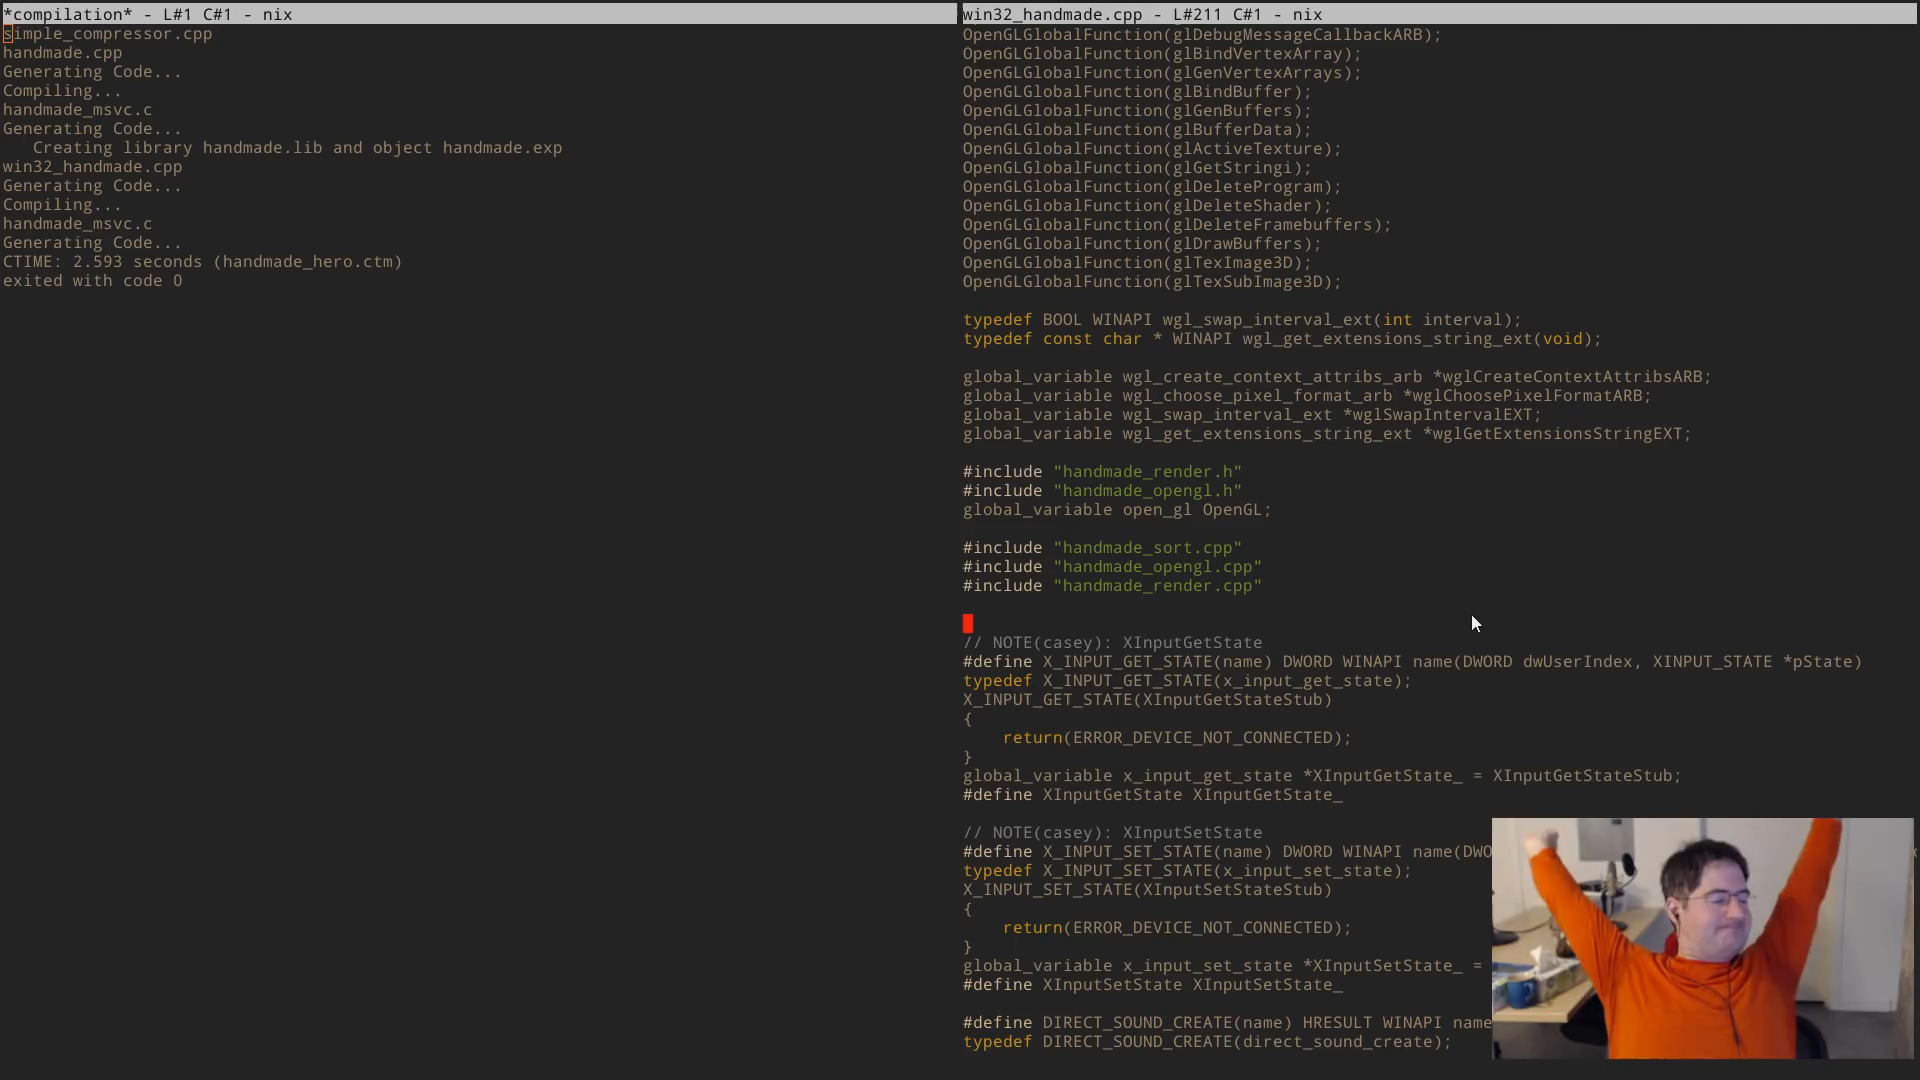 *compilation* - L#1 C#1 - nix
simple_compressor.cpp
handmade.cpp
Generating Code...
Compiling...
handmade_msvc.c
Generating Code...
   Creating library handmade.lib and object handmade.exp
win32_handmade.cpp
Generating Code...
Compiling...
handmade_msvc.c
Generating Code...
CTIME: 2.593 seconds (handmade_hero.ctm)
exited with code 0
win32_handmade.cpp - L#211 C#1 - nix
OpenGLGlobalFunction(glDebugMessageCallbackARB);
OpenGLGlobalFunction(glBindVertexArray);
OpenGLGlobalFunction(glGenVertexArrays);
OpenGLGlobalFunction(glBindBuffer);
OpenGLGlobalFunction(glGenBuffers);
OpenGLGlobalFunction(glBufferData);
OpenGLGlobalFunction(glActiveTexture);
OpenGLGlobalFunction(glGetStringi);
OpenGLGlobalFunction(glDeleteProgram);
OpenGLGlobalFunction(glDeleteShader);
OpenGLGlobalFunction(glDeleteFramebuffers);
OpenGLGlobalFunction(glDrawBuffers);
OpenGLGlobalFunction(glTexImage3D);
OpenGLGlobalFunction(glTexSubImage3D);
typedef BOOL WINAPI wgl_swap_interval_ext(int interval);
typedef const char * WINAPI wgl_get_extensions_string_ext(void);
global_variable wgl_create_context_attribs_arb *wglCreateContextAttribsARB;
global_variable wgl_choose_pixel_format_arb *wglChoosePixelFormatARB;
global_variable wgl_swap_interval_ext *wglSwapIntervalEXT;
global_variable wgl_get_extensions_string_ext *wglGetExtensionsStringEXT;
#include "handmade_render.h"
#include "handmade_opengl.h"
global_variable open_gl OpenGL;
#include "handmade_sort.cpp"
#include "handmade_opengl.cpp"
#include "handmade_render.cpp"
// NOTE(casey): XInputGetState
#define X_INPUT_GET_STATE(name) DWORD WINAPI name(DWORD dwUserIndex, XINPUT_STATE *pState)
typedef X_INPUT_GET_STATE(x_input_get_state);
X_INPUT_GET_STATE(XInputGetStateStub)
{
    return(ERROR_DEVICE_NOT_CONNECTED);
}
global_variable x_input_get_state *XInputGetState_ = XInputGetStateStub;
#define XInputGetState XInputGetState_
// NOTE(casey): XInputSetState
#define X_INPUT_SET_STATE(name) DWORD WINAPI name(DWO
typedef X_INPUT_SET_STATE(x_input_set_state);
X_INPUT_SET_STATE(XInputSetStateStub)
{
    return(ERROR_DEVICE_NOT_CONNECTED);
}
global_variable x_input_set_state *XInputSetState_ =
#define XInputSetState XInputSetState_
#define DIRECT_SOUND_CREATE(name) HRESULT WINAPI name
typedef DIRECT_SOUND_CREATE(direct_sound_create);